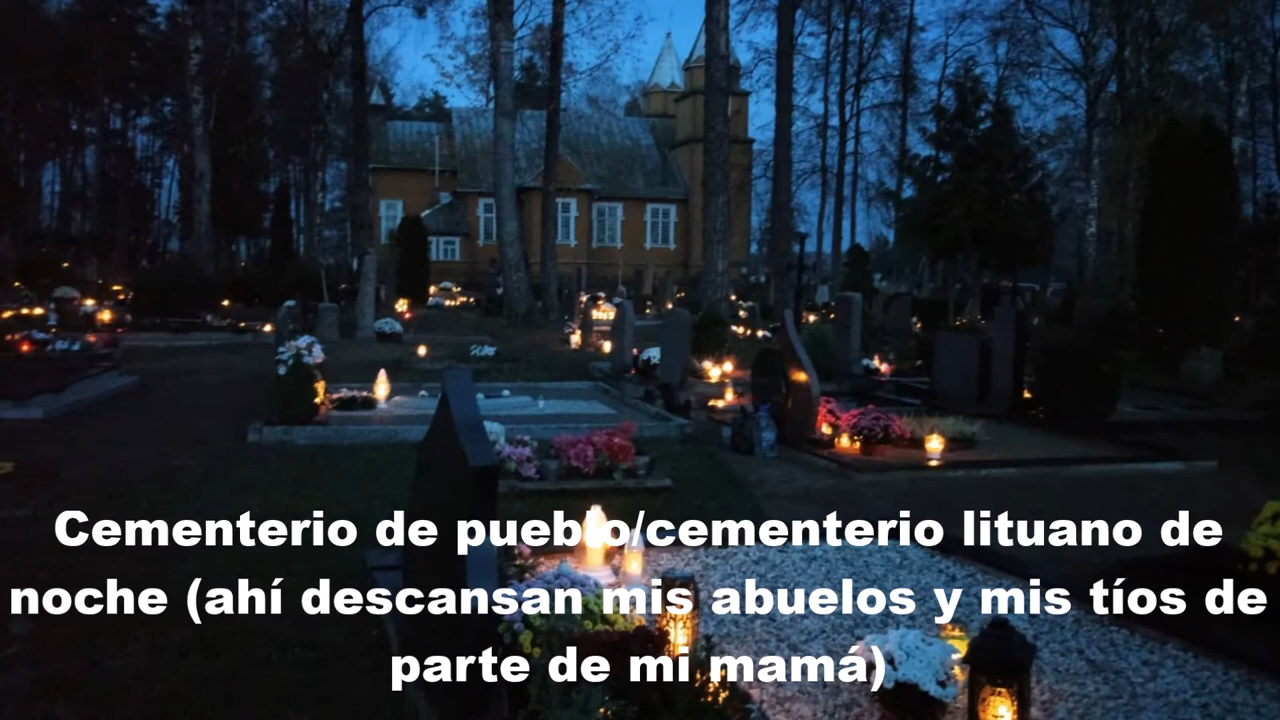 Cementerio de pueblo/cementerio lituano de
noche (ahí descansan mis abuelos y mis tíos de
parte de mi mamá)